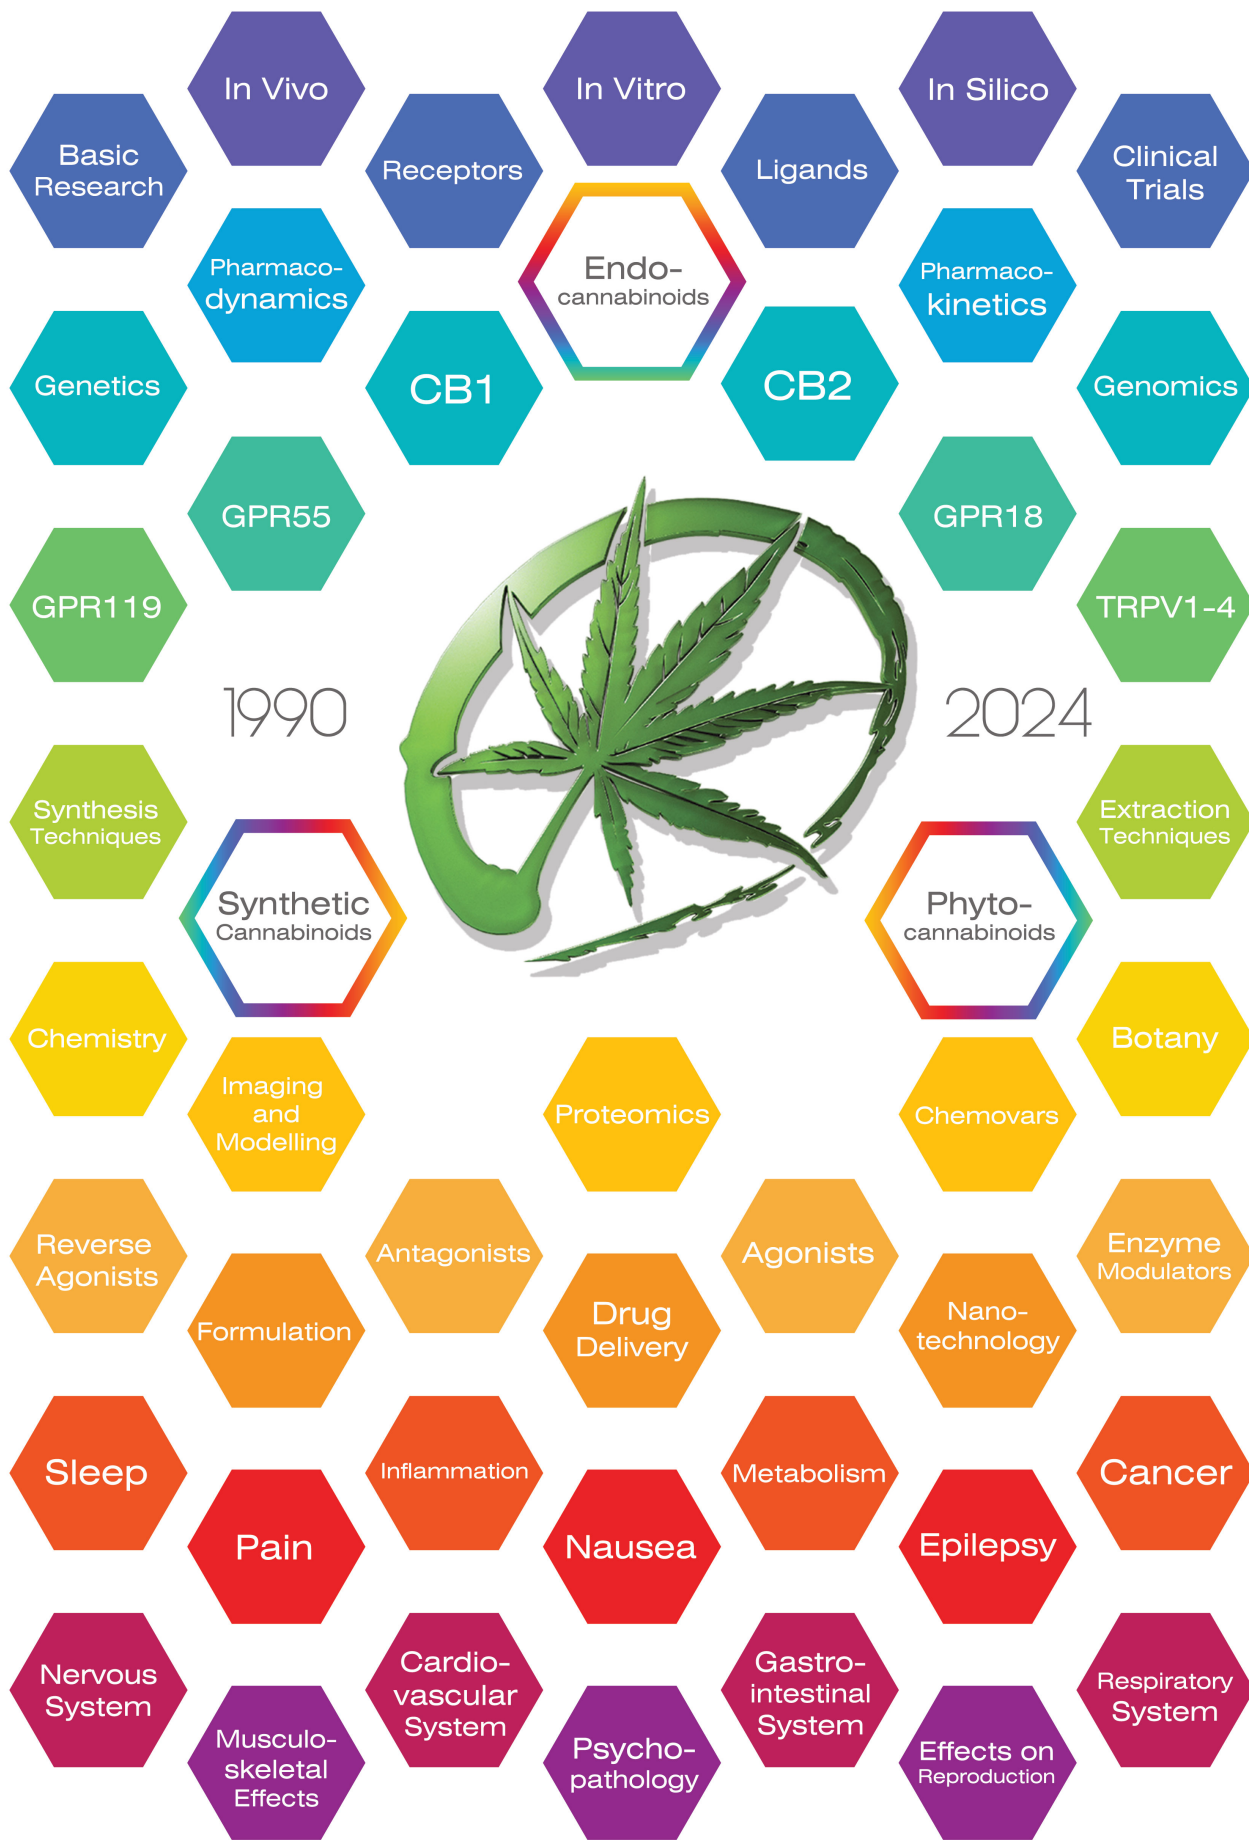 In Vivo
In Vitro
In Silico
Basic
Research
Receptors
Ligands
Clinical
Trials
Pharmaco-
dynamics
Endo-
cannabinoids
Pharmaco-
kinetics
Genetics
CB1
CB2
Genomics
GPR55
GPR18
GPR119
TRPV1-4
1990
2024
Synthesis
Techniques
Extraction
Techniques
Synthetic
Cannabinoids
Phyto-
cannabinoids
Chemistry
Botany
Imaging
and
Modelling
Proteomics
Chemovars
Reverse
Agonists
Antagonists
Agonists
Enzyme
Modulators
Formulation
Drug
Delivery
Nano-
technology
Sleep
Inflammation
Metabolism
Cancer
Pain
Nausea
Epilepsy
Nervous
System
Cardio-
vascular
System
Gastro-
intestinal
System
Respiratory
System
Musculo-
skeletal
Effects
Psycho-
pathology
Effects on
Reproduction